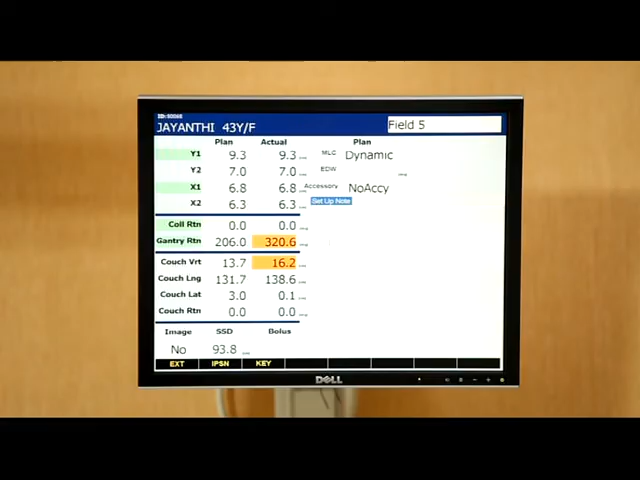 ID:50068
JAYANTHI 43Y/F Field 5
Plan Actual Plan
Y1 9.3 9.3 MLC Dynamic
Y2 7.0 7.0 EDW
X1 6.8 6.8 Accessory NoAccy
X2 6.3 6.3 Set Up Note
Coll Rtn 0.0 0.0
Gantry Rtn 206.0 320.6
Couch Vrt 13.7 16.2
Couch Lng 131.7 138.6
Couch Lat 3.0 0.1
Couch Rtn 0.0 0.0
Image SSD Bolus
No 93.8
EXT IPSN KEY
DELL